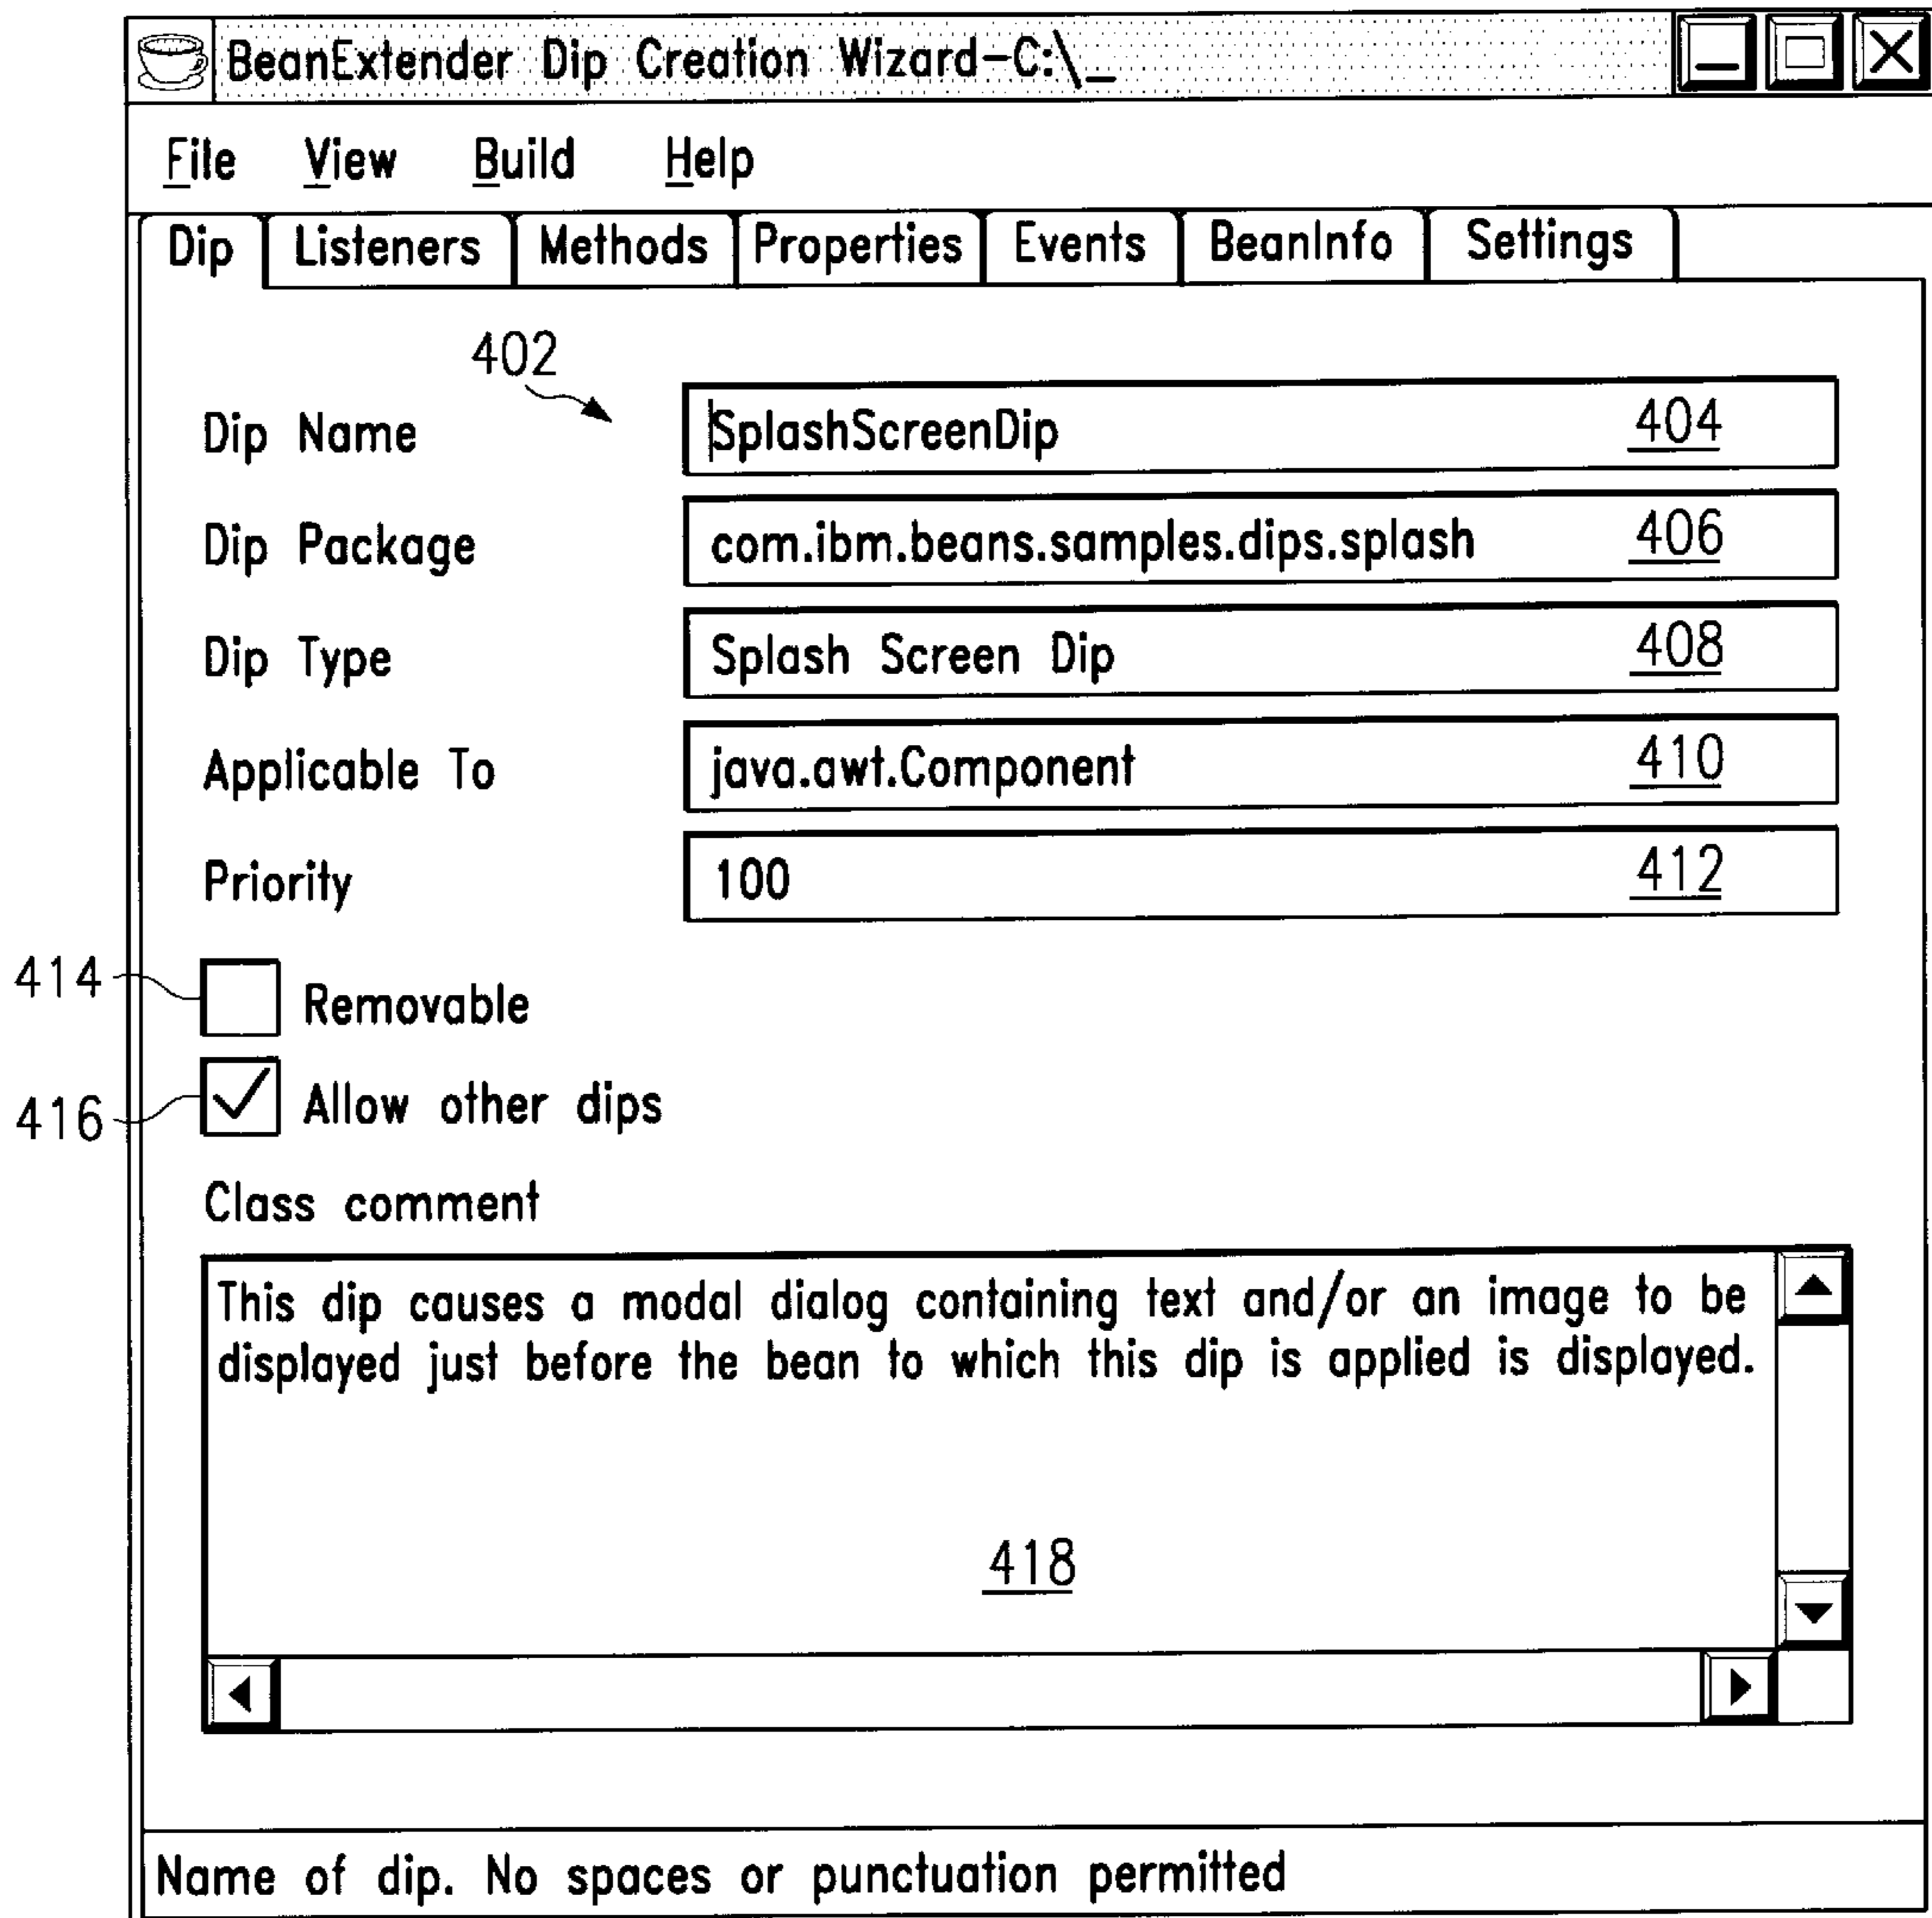 BeanExtender Dip Creation Wizard-C:\_
File View Build Help
Dip Listeners Methods Properties Events BeanInfo Settings
402
Dip Name SplashScreenDip 404
Dip Package com.ibm.beans.samples.dips.splash 406
Dip Type Splash Screen Dip 408
Applicable To java.awt.Component 410
Priority 100 412
414 Removable
416 Allow other dips
Class comment
This dip causes a modal dialog containing text and/or an image to be
displayed just before the bean to which this dip is applied is displayed.
418
Name of dip. No spaces or punctuation permitted